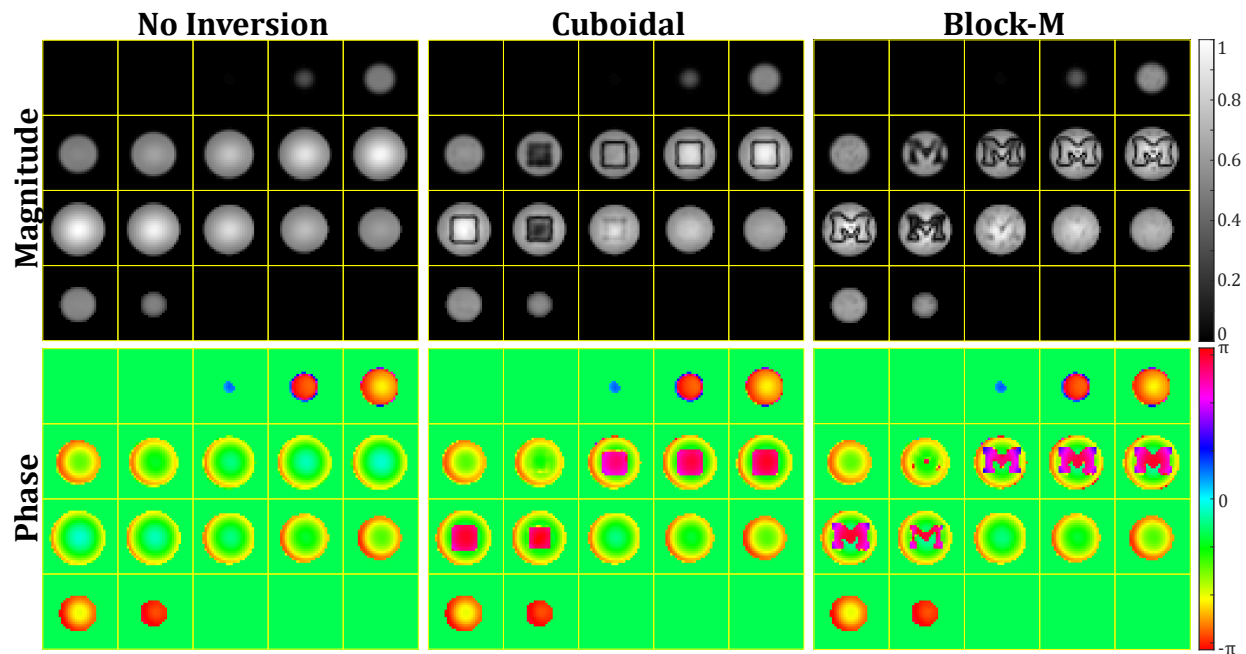 No Inversion
Cuboidal
Block-M
Magnitude
1
0.8
0.6
0.4
0.2
0
Phase
π
0
-π
M
M
M
M
M
M
M
M
M
M
M